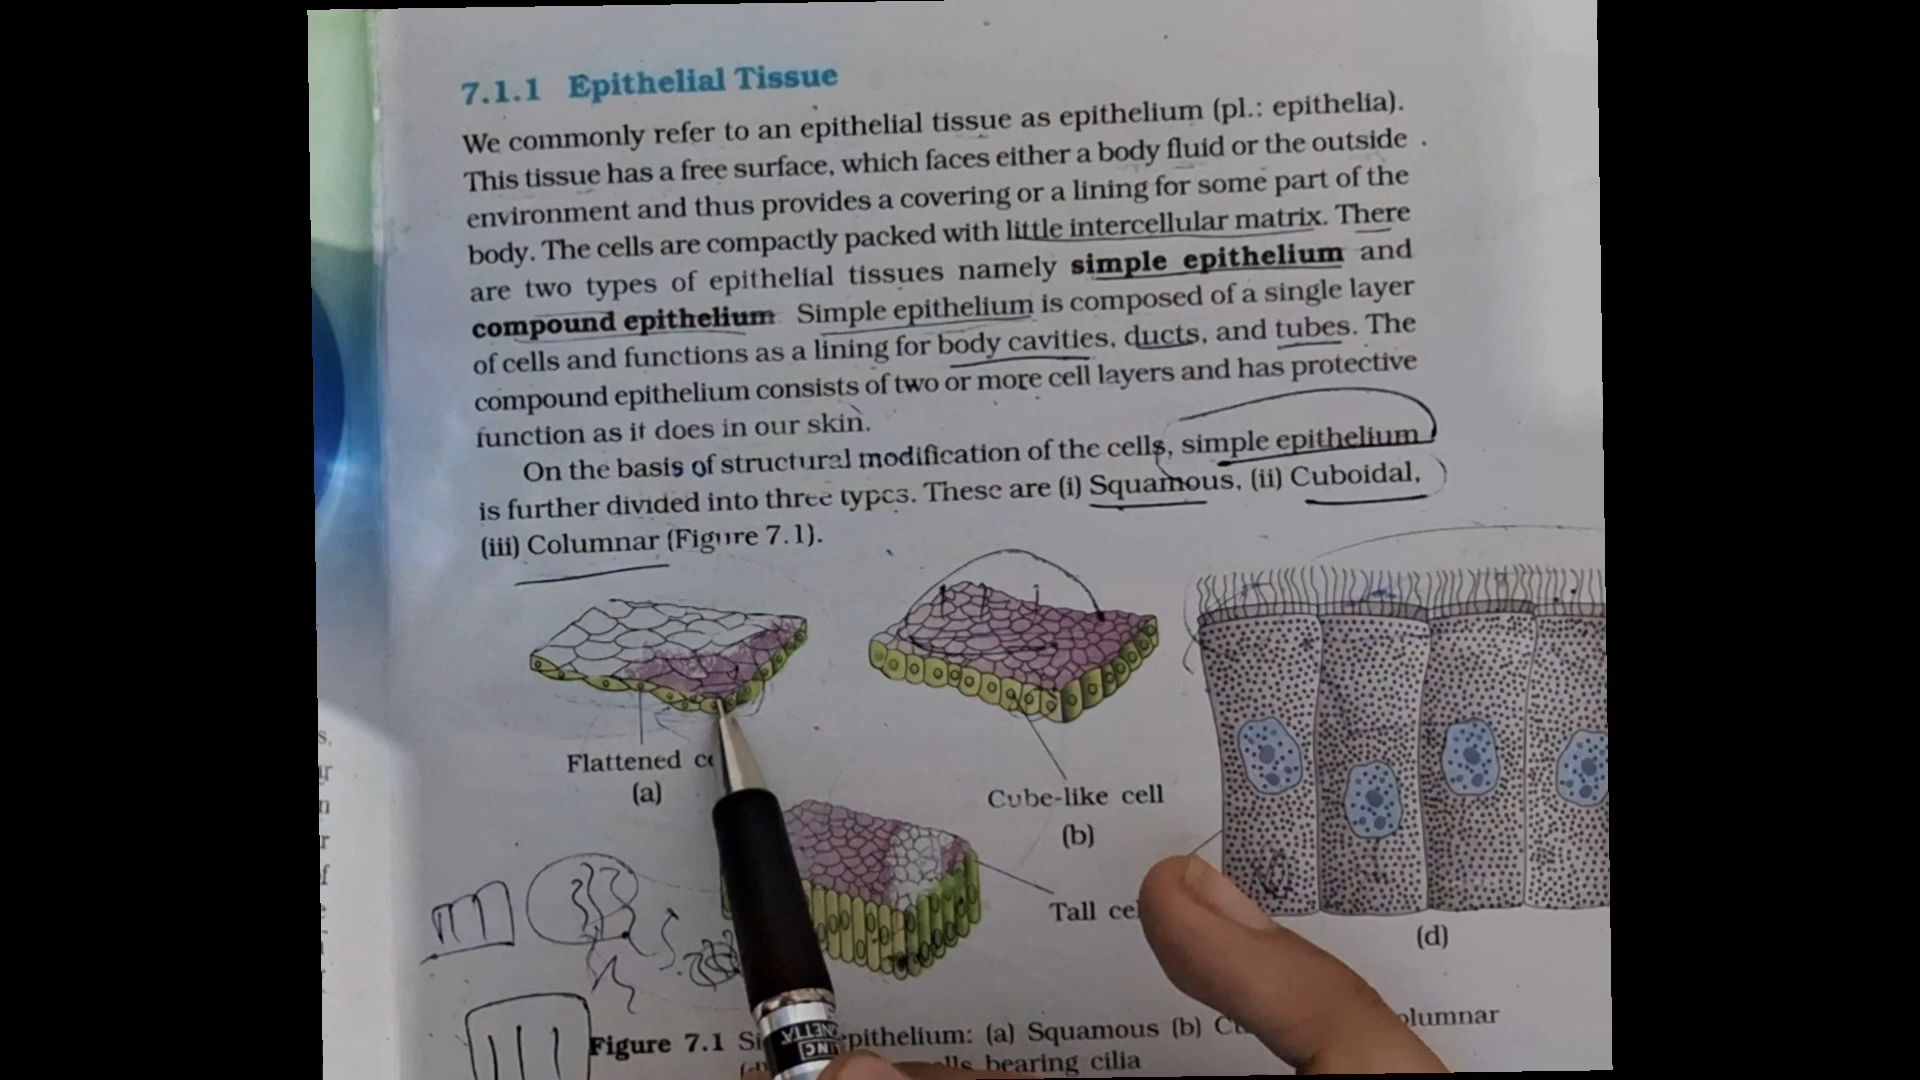 7.1.1 Epithelial Tissue
We commonly refer to an epithelial tissue as epithelium (pl.: epithelia).
This tissue has a free surface, which faces either a body fluid or the outside
environment and thus provides a covering or a lining for some part of the
body. The cells are compactly packed with little intercellular matrix. There
are two types of epithelial tissues namely simple epithelium and
compound epithelium. Simple epithelium is composed of a single layer
of cells and functions as a lining for body cavities, ducts, and tubes. The
compound epithelium consists of two or more cell layers and has protective
function as it does in our skin.
On the basis of structural modification of the cells, simple epithelium
is further divided into three types. These are (i) Squamous, (ii) Cuboidal,
(iii) Columnar (Figure 7.1).
Flattened
(a)
Cube-like cell
(b)
Tall
(d)
Figure 7.1 (a) Squamous (b)
bearing cilia